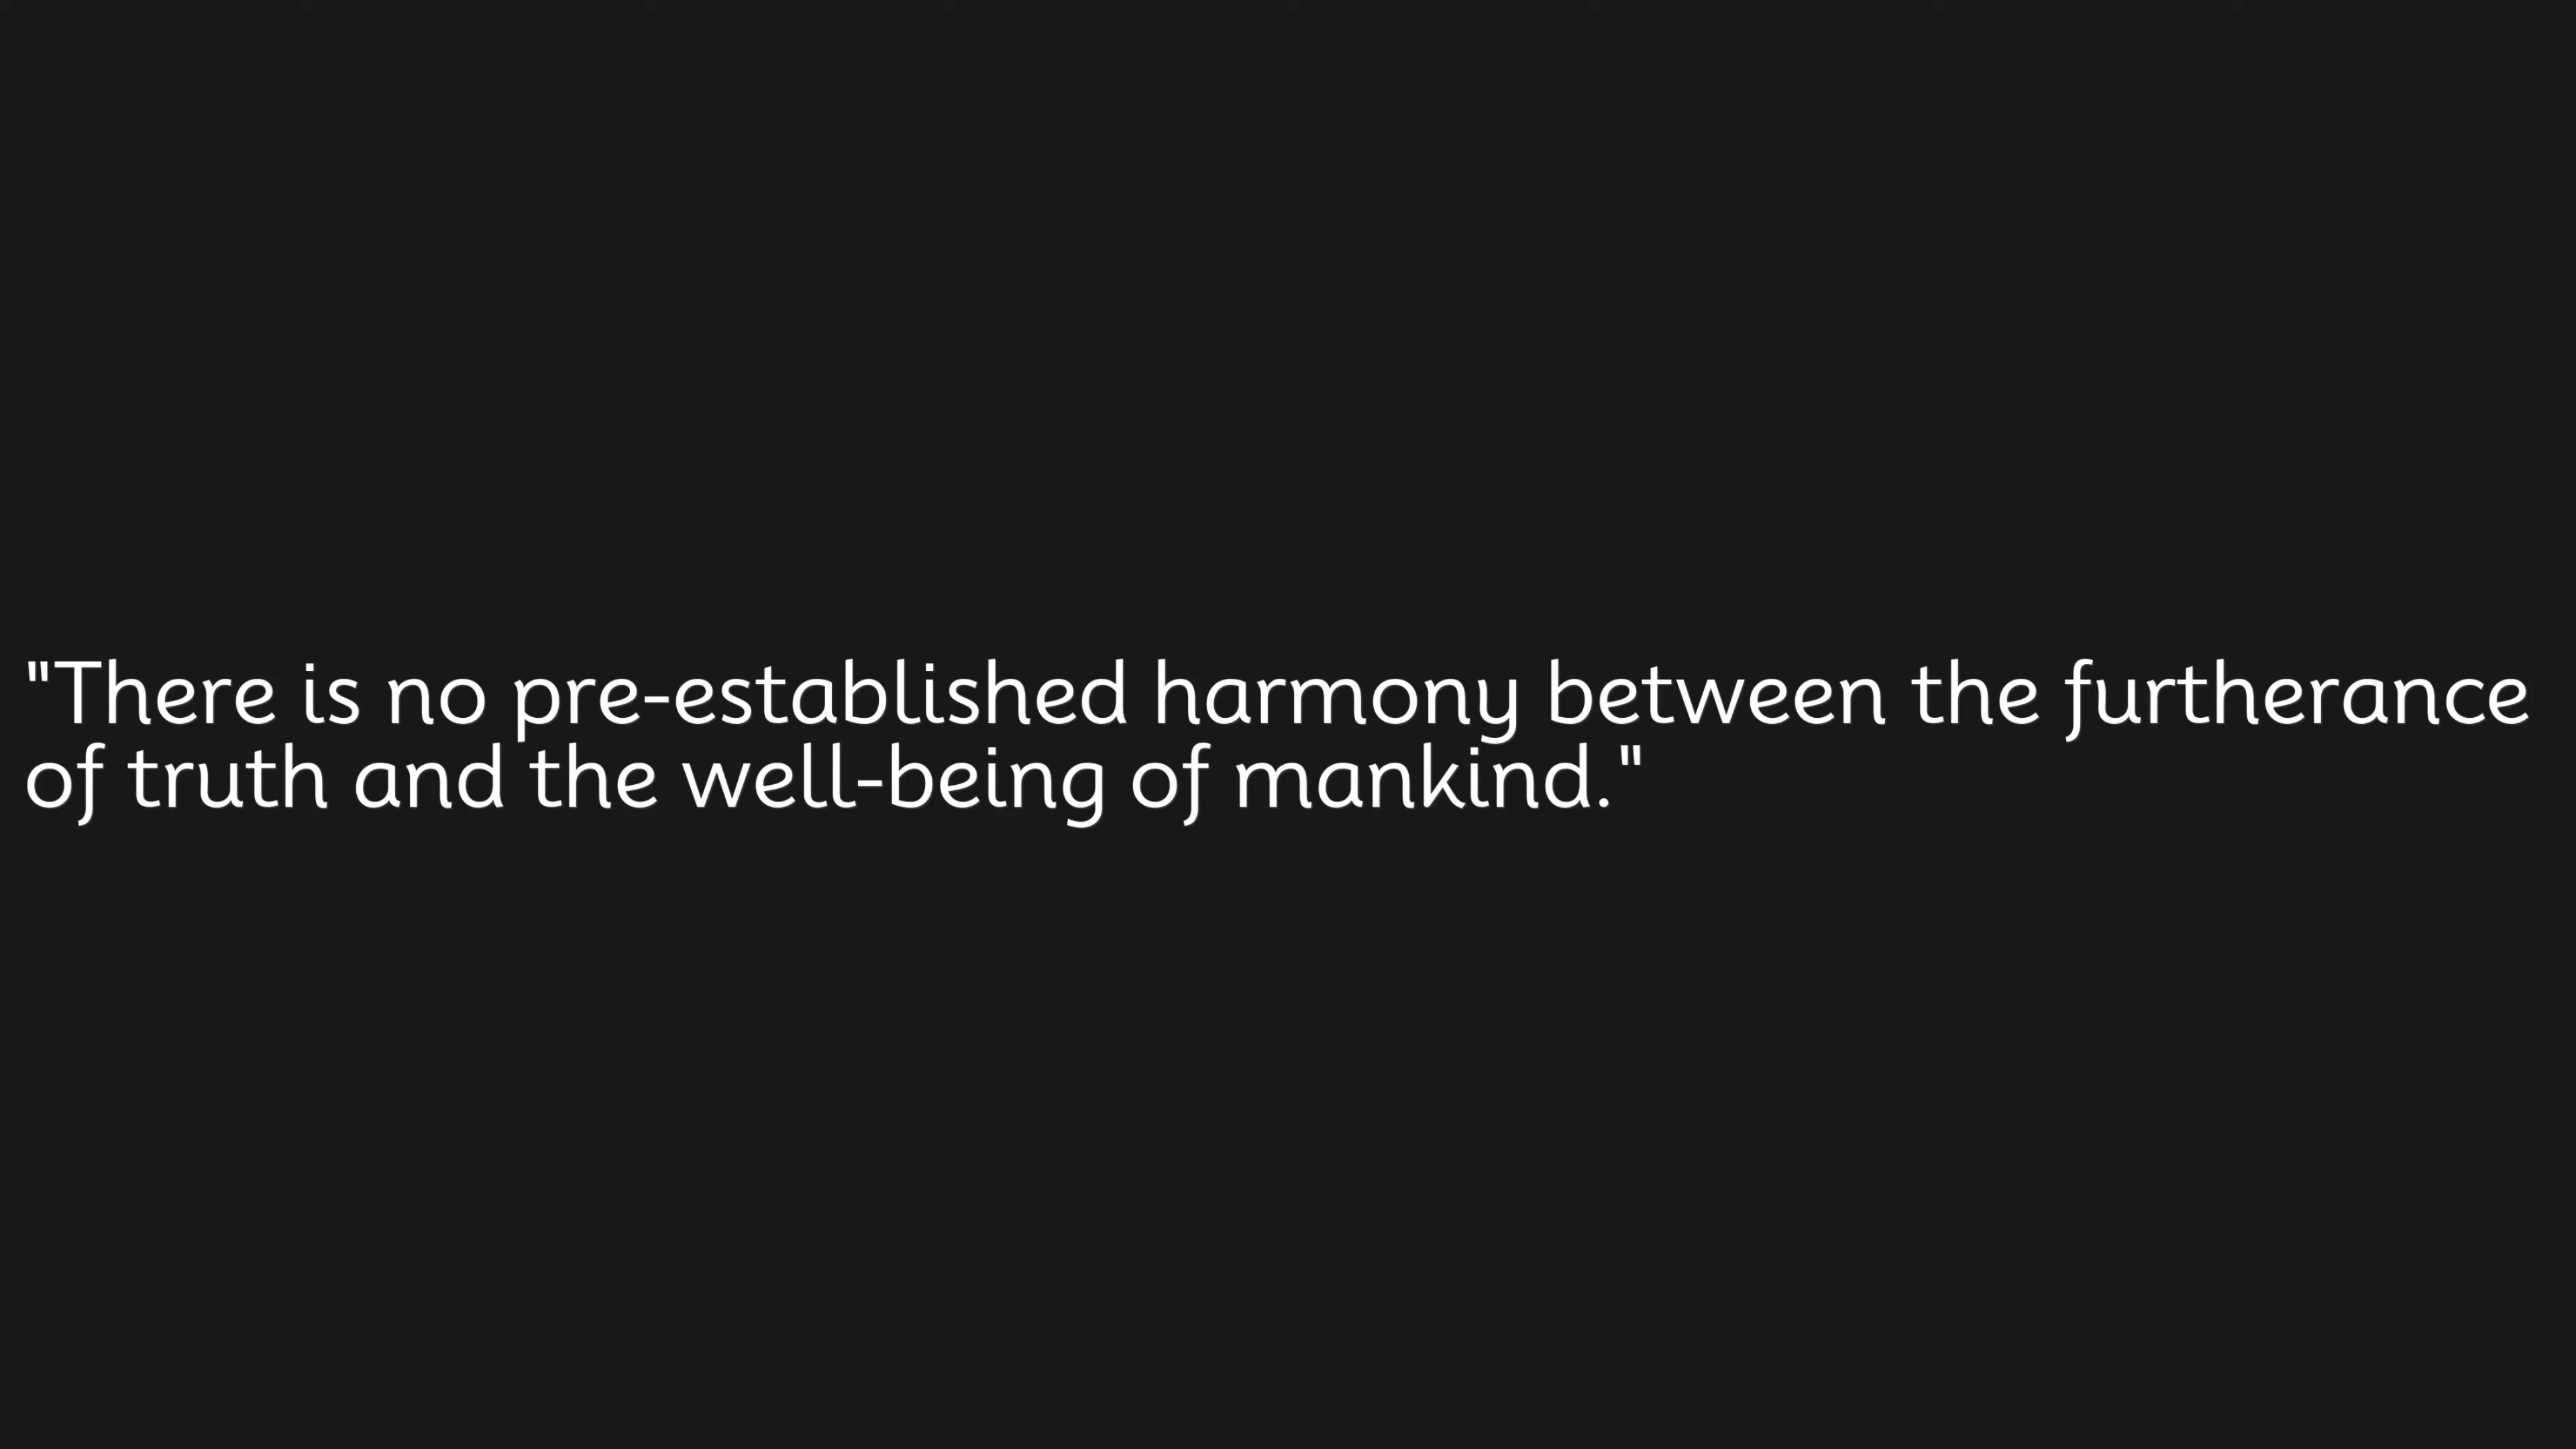 "There is no pre-established harmony between the furtherance
of truth and the well-being of mankind."